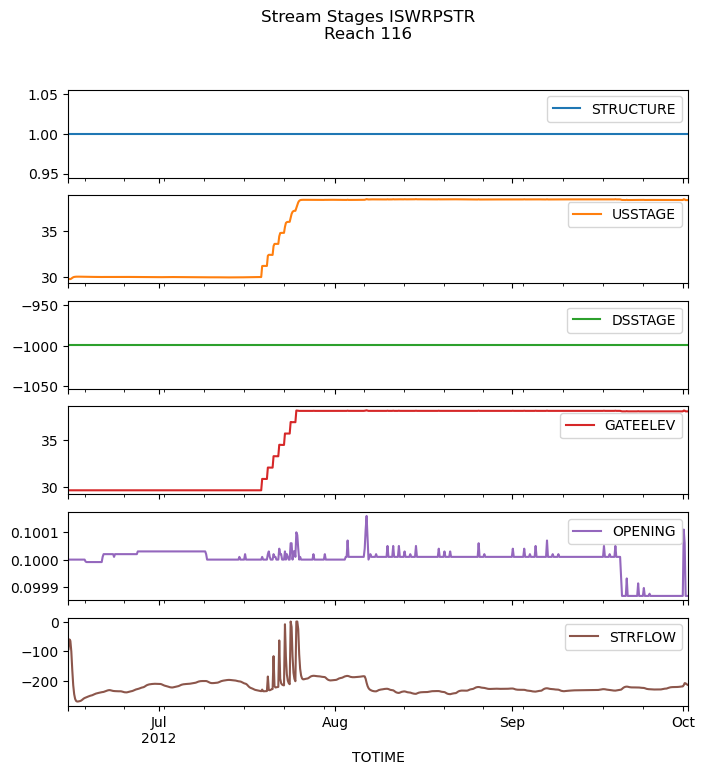 Stream Stages ISWRPSTR
Reach 116
1.05
1.00
0.95
STRUCTURE
35
30
USSTAGE
−950
−1000
−1050
DSSTAGE
35
30
GATEELEV
0.1001
0.1000
0.0999
OPENING
0
−100
−200
STRFLOW
Jul
2012
Aug
Sep
Oct
TOTIME